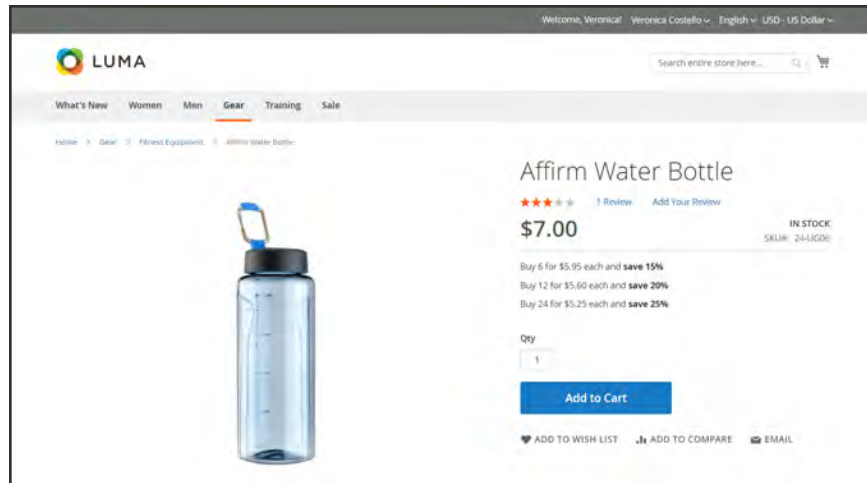 Welcome, Veronica! Veronica Costello English USD - US Dollar
LUMA
Search entire store here...
What's New Women Men Gear Training Sale
Home > Gear > Fitness Equipment > Affirm Water Bottle
Affirm Water Bottle
1 Review Add Your Review
$7.00
IN STOCK
SKU#: 24-UG06
Buy 6 for $5.95 each and save 15%
Buy 12 for $5.60 each and save 20%
Buy 24 for $5.25 each and save 25%
Qty
1
Add to Cart
ADD TO WISH LIST ADD TO COMPARE EMAIL